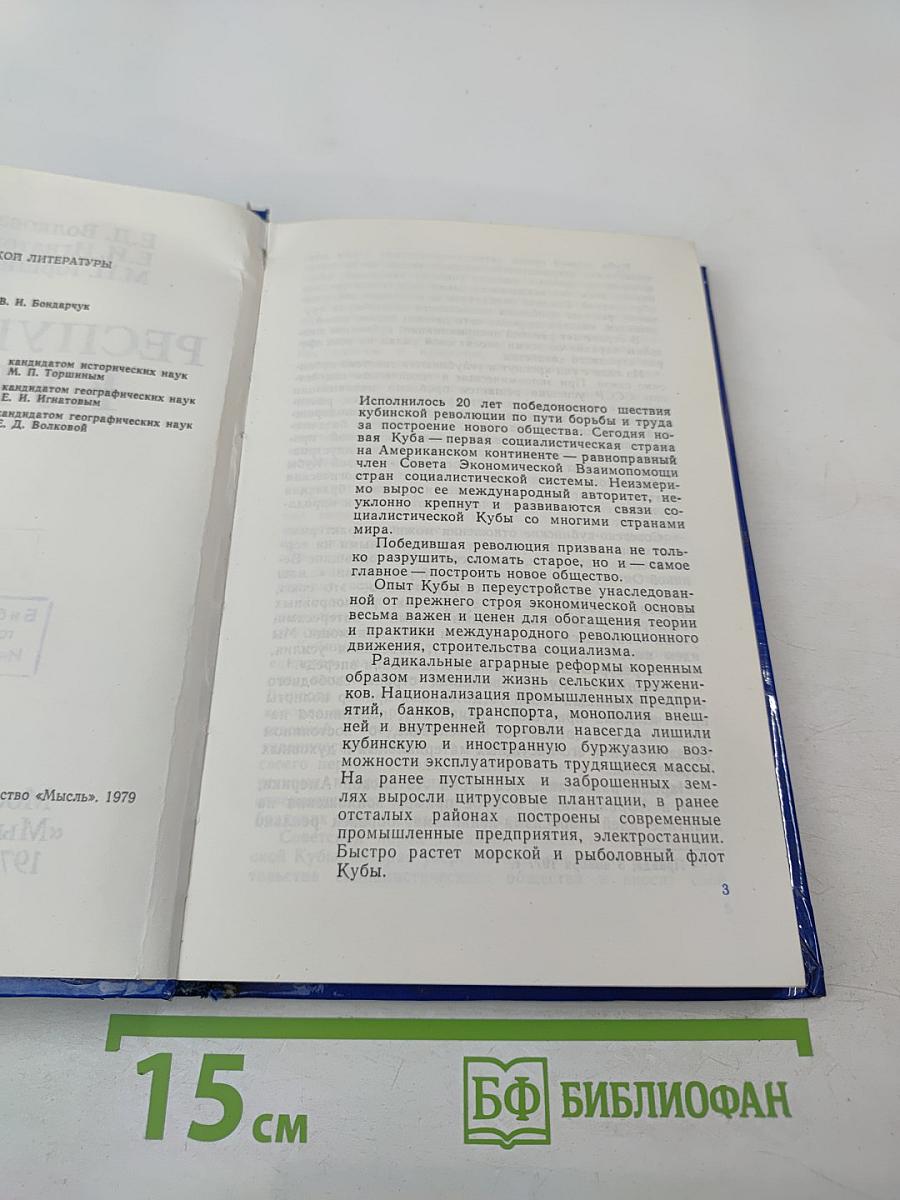 КОЙ ЛИТЕРАТУРЫ
В. И. Бондарчук
кандидатом исторических наук
М. П. Торшиным
кандидатом географических наук
Е. И. Игнатовым
кандидатом географических наук
Е. Д. Волковой
ство «Мысль». 1979
Исполнилось 20 лет победоносного шествия
кубинской революции по пути борьбы и труда
за построение нового общества. Сегодня но-
вая Куба — первая социалистическая страна
на Американском континенте — равноправный
член Совета Экономической Взаимопомощи
стран социалистической системы. Неизмери-
мо вырос ее международный авторитет, не-
уклонно крепнут и развиваются связи со-
циалистической Кубы со многими странами
мира.
Победившая революция призвана не толь-
ко разрушить, сломать старое, но и — самое
главное — построить новое общество.
Опыт Кубы в переустройстве унаследован-
ной от прежнего строя экономической основы
весьма важен и ценен для обогащения теории
и практики международного революционного
движения, строительства социализма.
Радикальные аграрные реформы коренным
образом изменили жизнь сельских тружени-
ков. Национализация промышленных предпри-
ятий, банков, транспорта, монополия внеш-
ней и внутренней торговли навсегда лишили
кубинскую и иностранную буржуазию воз-
можности эксплуатировать трудящиеся массы.
На ранее пустынных и заброшенных зем-
лях выросли цитрусовые плантации, в ранее
отсталых районах построены современные
промышленные предприятия, электростанции.
Быстро растет морской и рыболовный флот
Кубы.
3
15 см
БФ БИБЛИОФАН